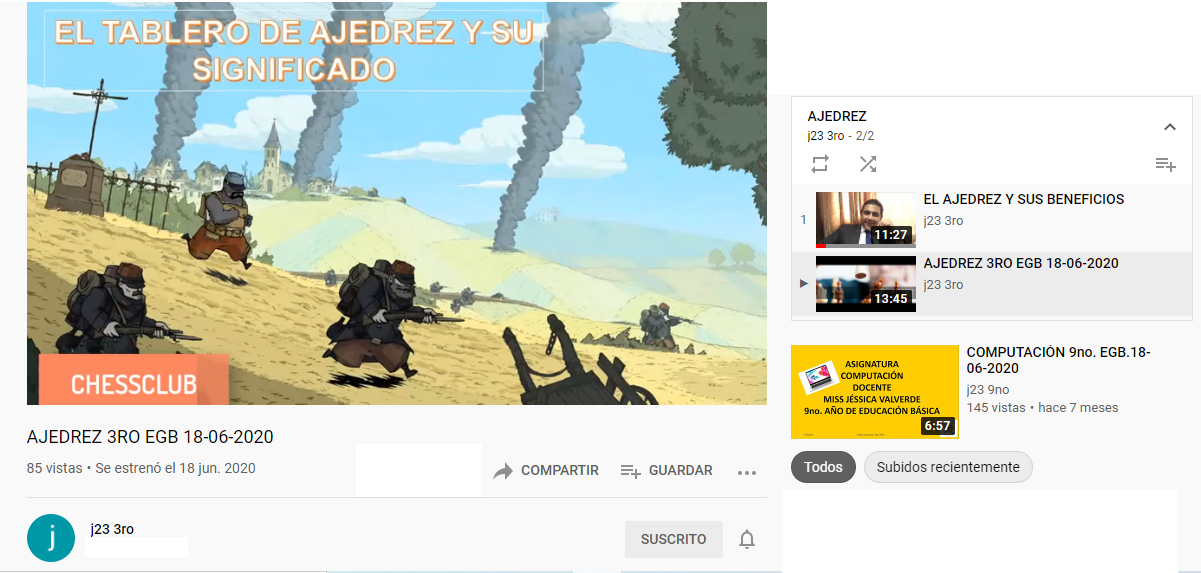 EL TABLERO DE AJEDREZ Y SU
SIGNIFICADO
CHESSCLUB
AJEDREZ 3RO EGB 18-06-2020
85 vistas • Se estrenó el 18 jun. 2020
COMPARTIR
GUARDAR
j
j23 3ro
SUSCRITO
AJEDREZ
j23 3ro - 2/2
1
11:27
EL AJEDREZ Y SUS BENEFICIOS
j23 3ro
13:45
AJEDREZ 3RO EGB 18-06-2020
j23 3ro
ASIGNATURA
COMPUTACIÓN
DOCENTE
MISS JÉSSICA VALVERDE
9no. AÑO DE EDUCACIÓN BÁSICA
6:57
COMPUTACIÓN 9no. EGB.18-
06-2020
j23 9no
145 vistas • hace 7 meses
Todos
Subidos recientemente